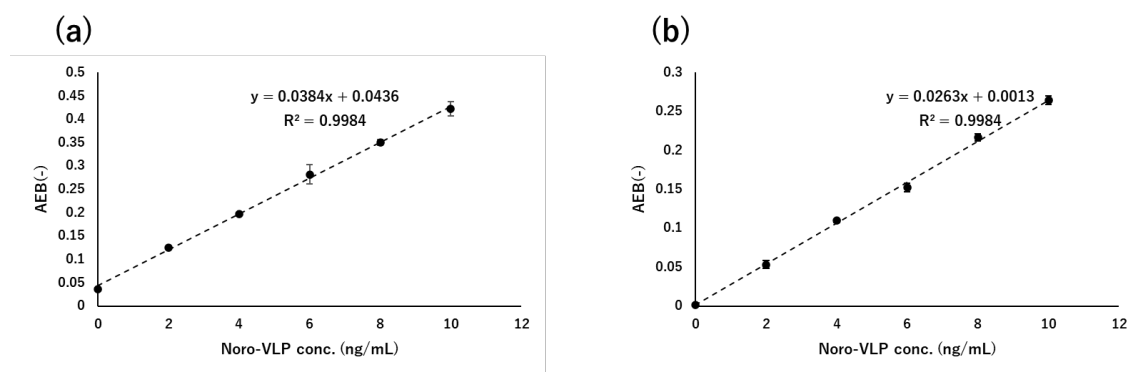 (a)
0.5
0.45
0.4
0.35
0.3
0.25
0.2
0.15
0.1
0.05
0
AEB(-)
y = 0.0384x + 0.0436
R² = 0.9984
0 2 4 6 8 10 12
Noro-VLP conc. (ng/mL)
(b)
0.3
0.25
0.2
0.15
0.1
0.05
0
AEB(-)
y = 0.0263x + 0.0013
R² = 0.9984
0 2 4 6 8 10 12
Noro-VLP conc. (ng/mL)